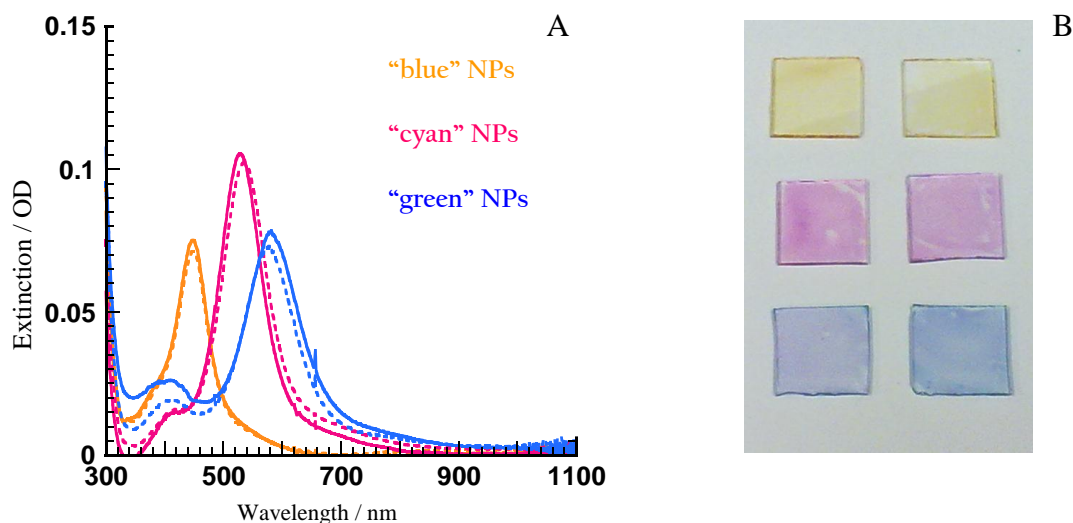 A
B
0.15
0.1
0.05
0
Extinction / OD
“blue” NPs
“cyan” NPs
“green” NPs
300 500 700 900 1100
Wavelength / nm